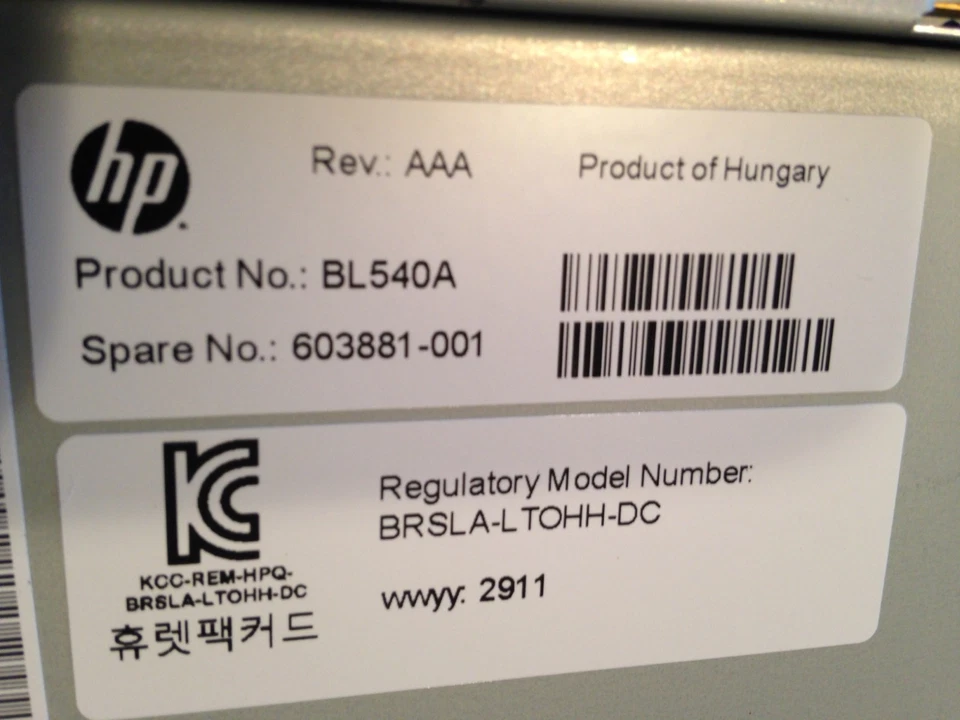 hp
Rev.: AAA
Product of Hungary
Product No.: BL540A
Spare No.: 603881-001
KC
KCC-REM-HPQ-
BRSLA-LTOHH-DC
휴렛팩커드
Regulatory Model Number:
BRSLA-LTOHH-DC
wwyy: 2911